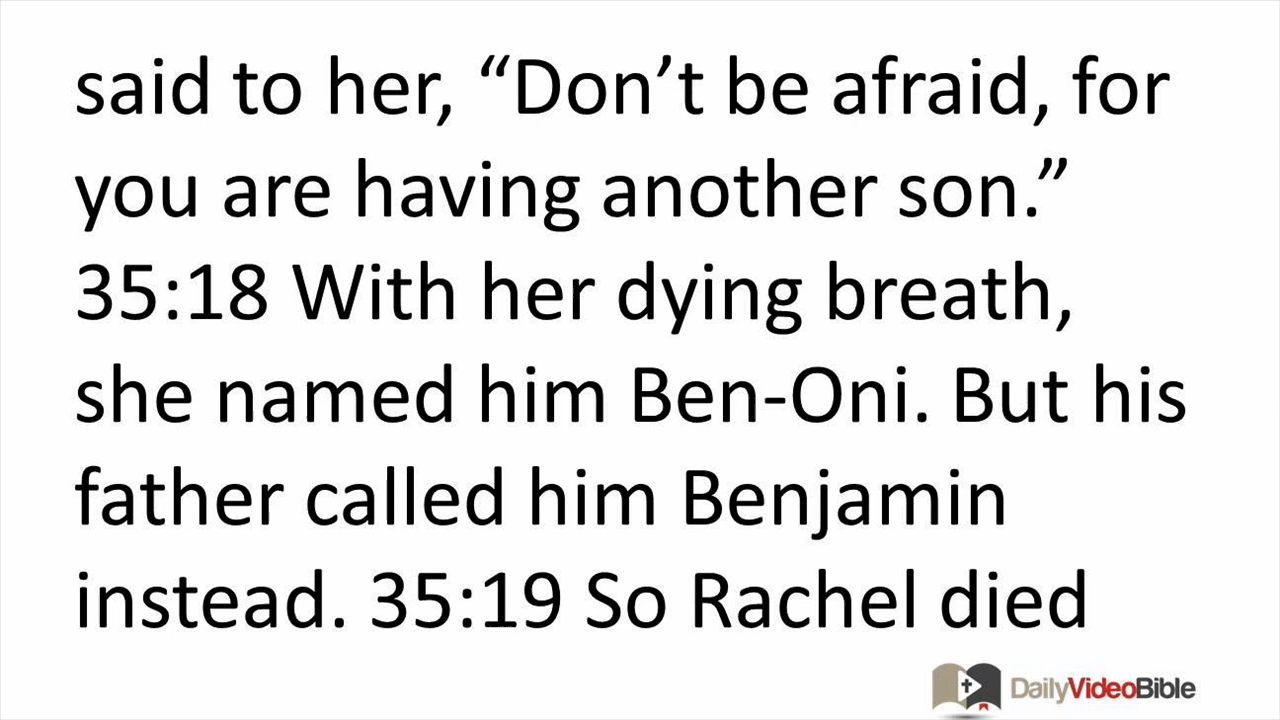 said to her, “Don’t be afraid, for
you are having another son.”
35:18 With her dying breath,
she named him Ben-Oni. But his
father called him Benjamin
instead. 35:19 So Rachel died
DailyVideoBible